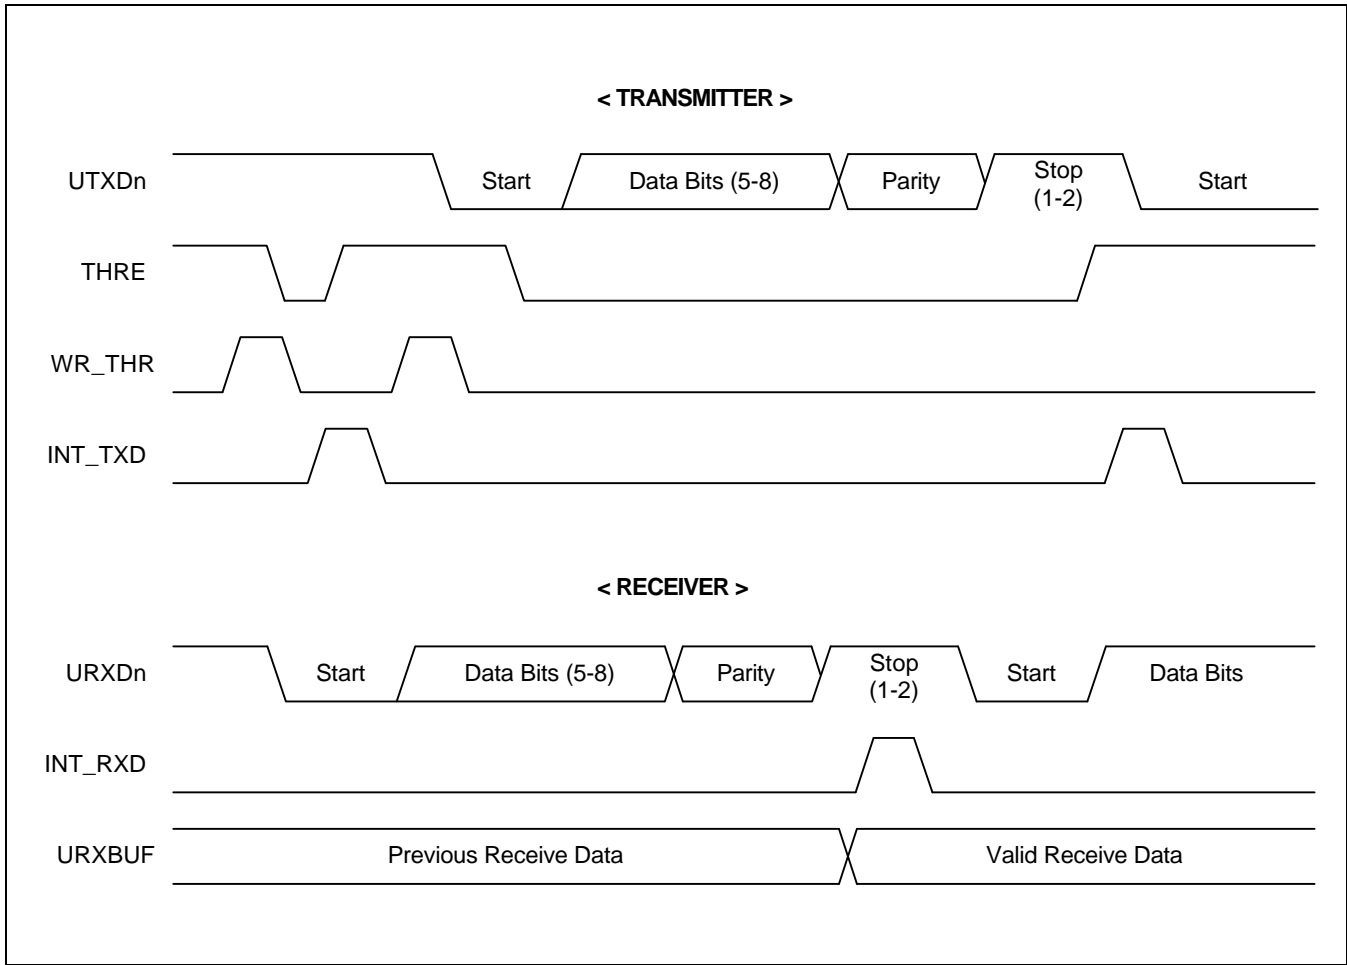 < TRANSMITTER >
UTXDn Start Data Bits (5-8) Parity Stop (1-2) Start
THRE
WR_THR
INT_TXD
< RECEIVER >
URXDn Start Data Bits (5-8) Parity Stop (1-2) Start Data Bits
INT_RXD
URXBUF Previous Receive Data Valid Receive Data